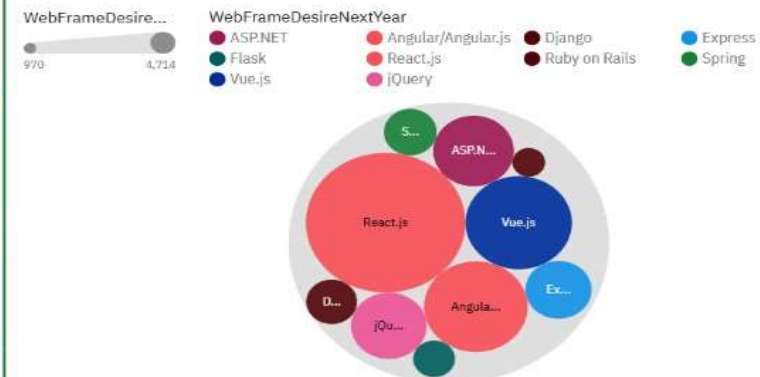 WebFrameDesire...
970
4,714
WebFrameDesireNextYear
ASP.NET
Angular/Angular.js
Django
Express
Flask
React.js
Ruby on Rails
Spring
Vue.js
jQuery
S...
ASP.N...
React.js
Vue.js
Ex...
D...
Angula...
jQu...